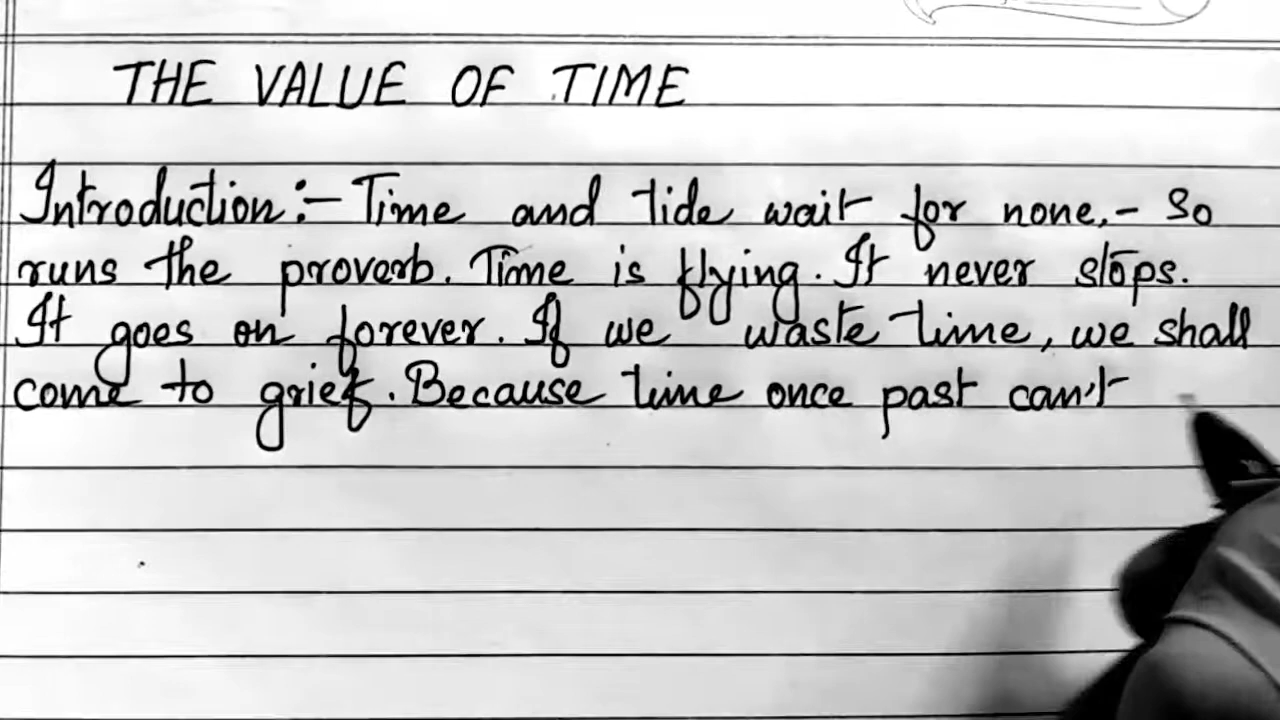 THE VALUE OF TIME
Introduction:- Time and tide wait for none.- So
runs the proverb. Time is flying. It never stops.
It goes on forever. If we waste time, we shall
come to grief. Because time once past can't